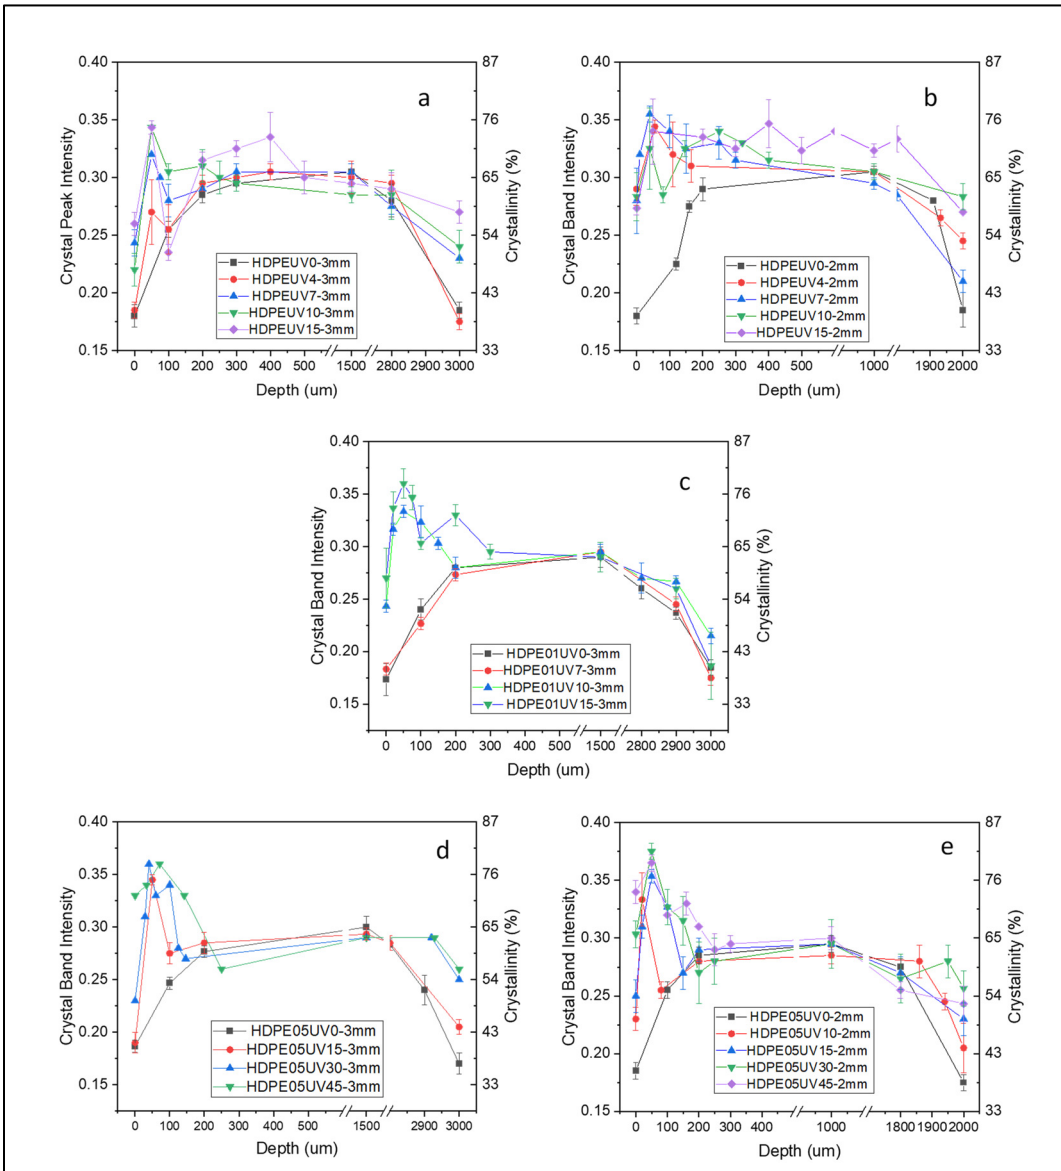 a
Crystal Peak Intensity
0.40
0.35
0.30
0.25
0.20
0.15
87
76
65
54
43
33
Crystallinity (%)
HDPEUV0-3mm
HDPEUV4-3mm
HDPEUV7-3mm
HDPEUV10-3mm
HDPEUV15-3mm
0 100 200 300 400 500 1500 2800 2900 3000
Depth (um)
b
Crystal Band Intensity
0.40
0.35
0.30
0.25
0.20
0.15
87
76
65
54
43
33
Crystallinity (%)
HDPEUV0-2mm
HDPEUV4-2mm
HDPEUV7-2mm
HDPEUV10-2mm
HDPEUV15-2mm
0 100 200 300 400 500 1000 1900 2000
Depth (um)
c
Crystal Band Intensity
0.40
0.35
0.30
0.25
0.20
0.15
87
76
65
54
43
33
Crystallinity (%)
HDPE01UV0-3mm
HDPE01UV7-3mm
HDPE01UV10-3mm
HDPE01UV15-3mm
0 100 200 300 400 500 1500 2800 2900 3000
Depth (um)
d
Crystal Band Intensity
0.40
0.35
0.30
0.25
0.20
0.15
87
76
65
54
43
33
Crystallinity (%)
HDPE05UV0-3mm
HDPE05UV15-3mm
HDPE05UV30-3mm
HDPE05UV45-3mm
0 100 200 300 400 500 1500 2900 3000
Depth (um)
e
Crystal Band Intensity
0.40
0.35
0.30
0.25
0.20
0.15
87
76
65
54
43
33
Crystallinity (%)
HDPE05UV0-2mm
HDPE05UV10-2mm
HDPE05UV15-2mm
HDPE05UV30-2mm
HDPE05UV45-2mm
0 100 200 300 400 1000 1800 1900 2000
Depth (um)